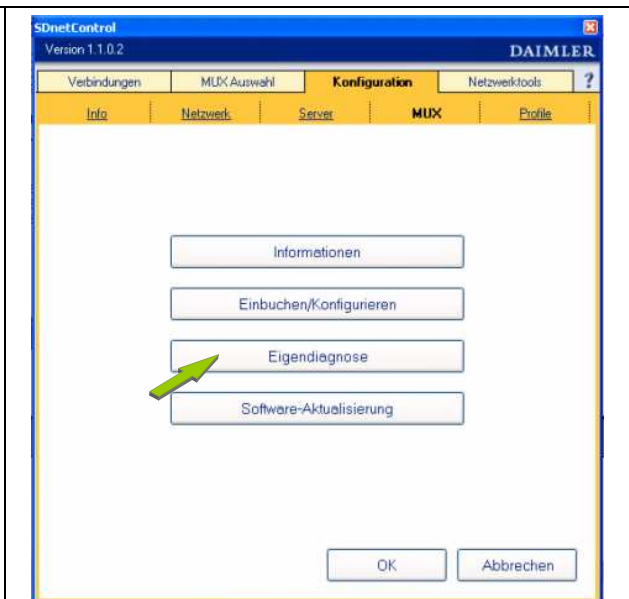 SDnetControl
Version 1.1.0.2 DAIMLER
Verbindungen MUX Auswahl Konfiguration Netzwerktools ?
Info Netzwerk Server MUX Profile
Informationen
Einbuchen/Konfigurieren
Eigendiagnose
Software-Aktualisierung
OK Abbrechen